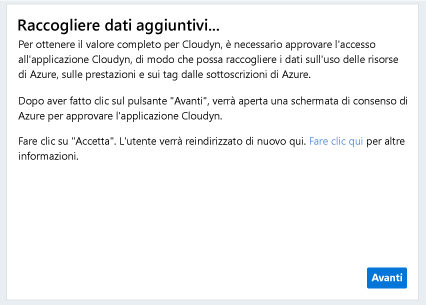 Raccogliere dati aggiuntivi...
Per ottenere il valore completo per Cloudyn, è necessario approvare l'accesso
all'applicazione Cloudyn, di modo che possa raccogliere i dati sull'uso delle risorse
di Azure, sulle prestazioni e sui tag dalle sottoscrizioni di Azure.
Dopo aver fatto clic sul pulsante "Avanti", verrà aperta una schermata di consenso di
Azure per approvare l'applicazione Cloudyn.
Fare clic su "Accetta". L'utente verrà reindirizzato di nuovo qui. Fare clic qui per altre
informazioni.
Avanti